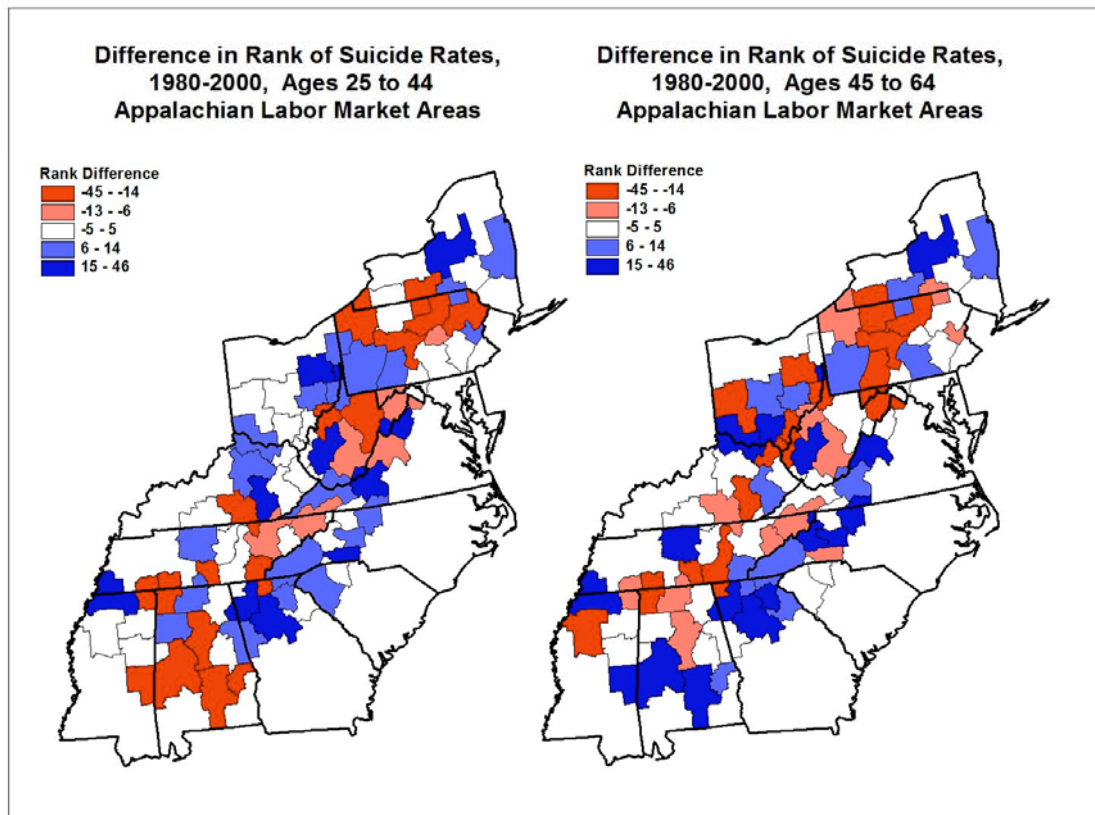 Difference in Rank of Suicide Rates,
1980-2000, Ages 25 to 44
Appalachian Labor Market Areas
Rank Difference
-45 - -14
-13 - -6
-5 - 5
6 - 14
15 - 46
Difference in Rank of Suicide Rates,
1980-2000, Ages 45 to 64
Appalachian Labor Market Areas
Rank Difference
-45 - -14
-13 - -6
-5 - 5
6 - 14
15 - 46